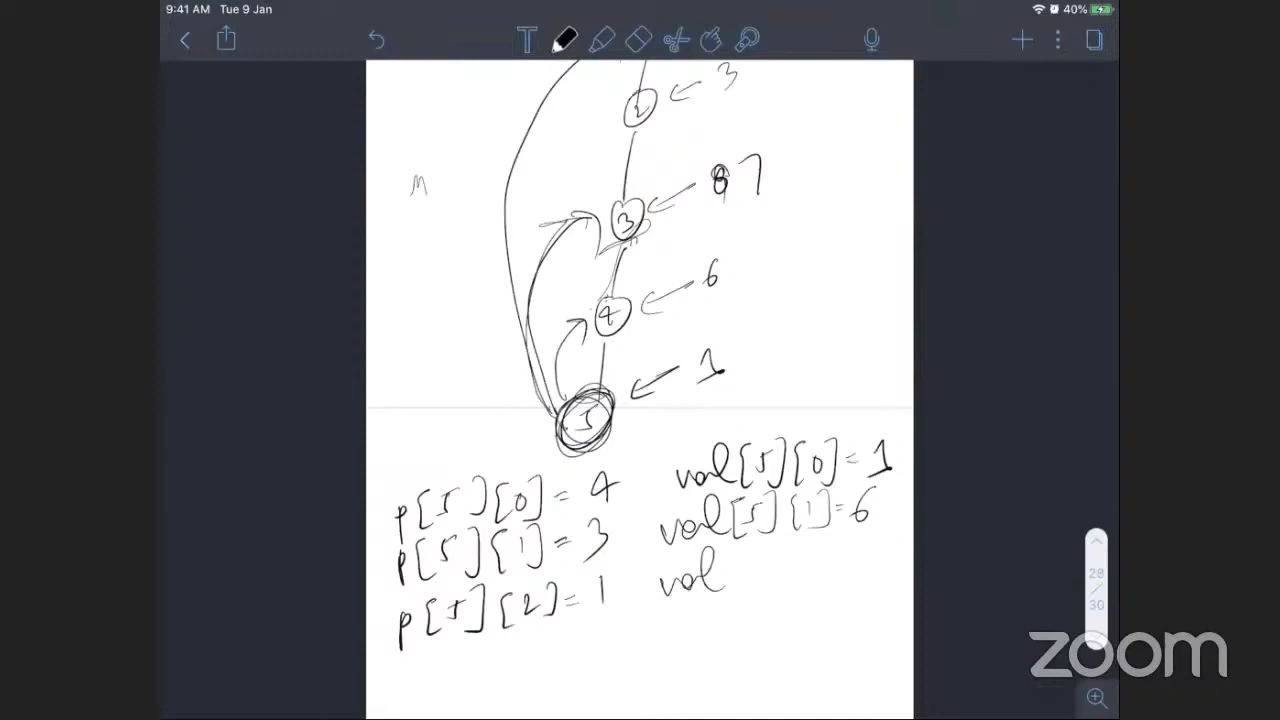 9:41 AM Tue 9 Jan
40%
T
2
3
M
3
87
4
6
5
1
p[5][0] = 4
val[5][0] = 1
p[5][1] = 3
val[5][1] = 6
p[5][2] = 1
val
28
/
30
zoom